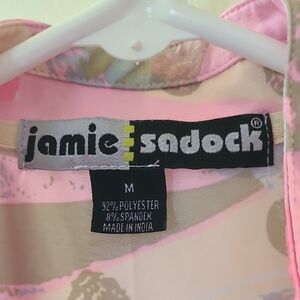 jamie sadock®
M
92% POLYESTER
8% SPANDEX
MADE IN INDIA